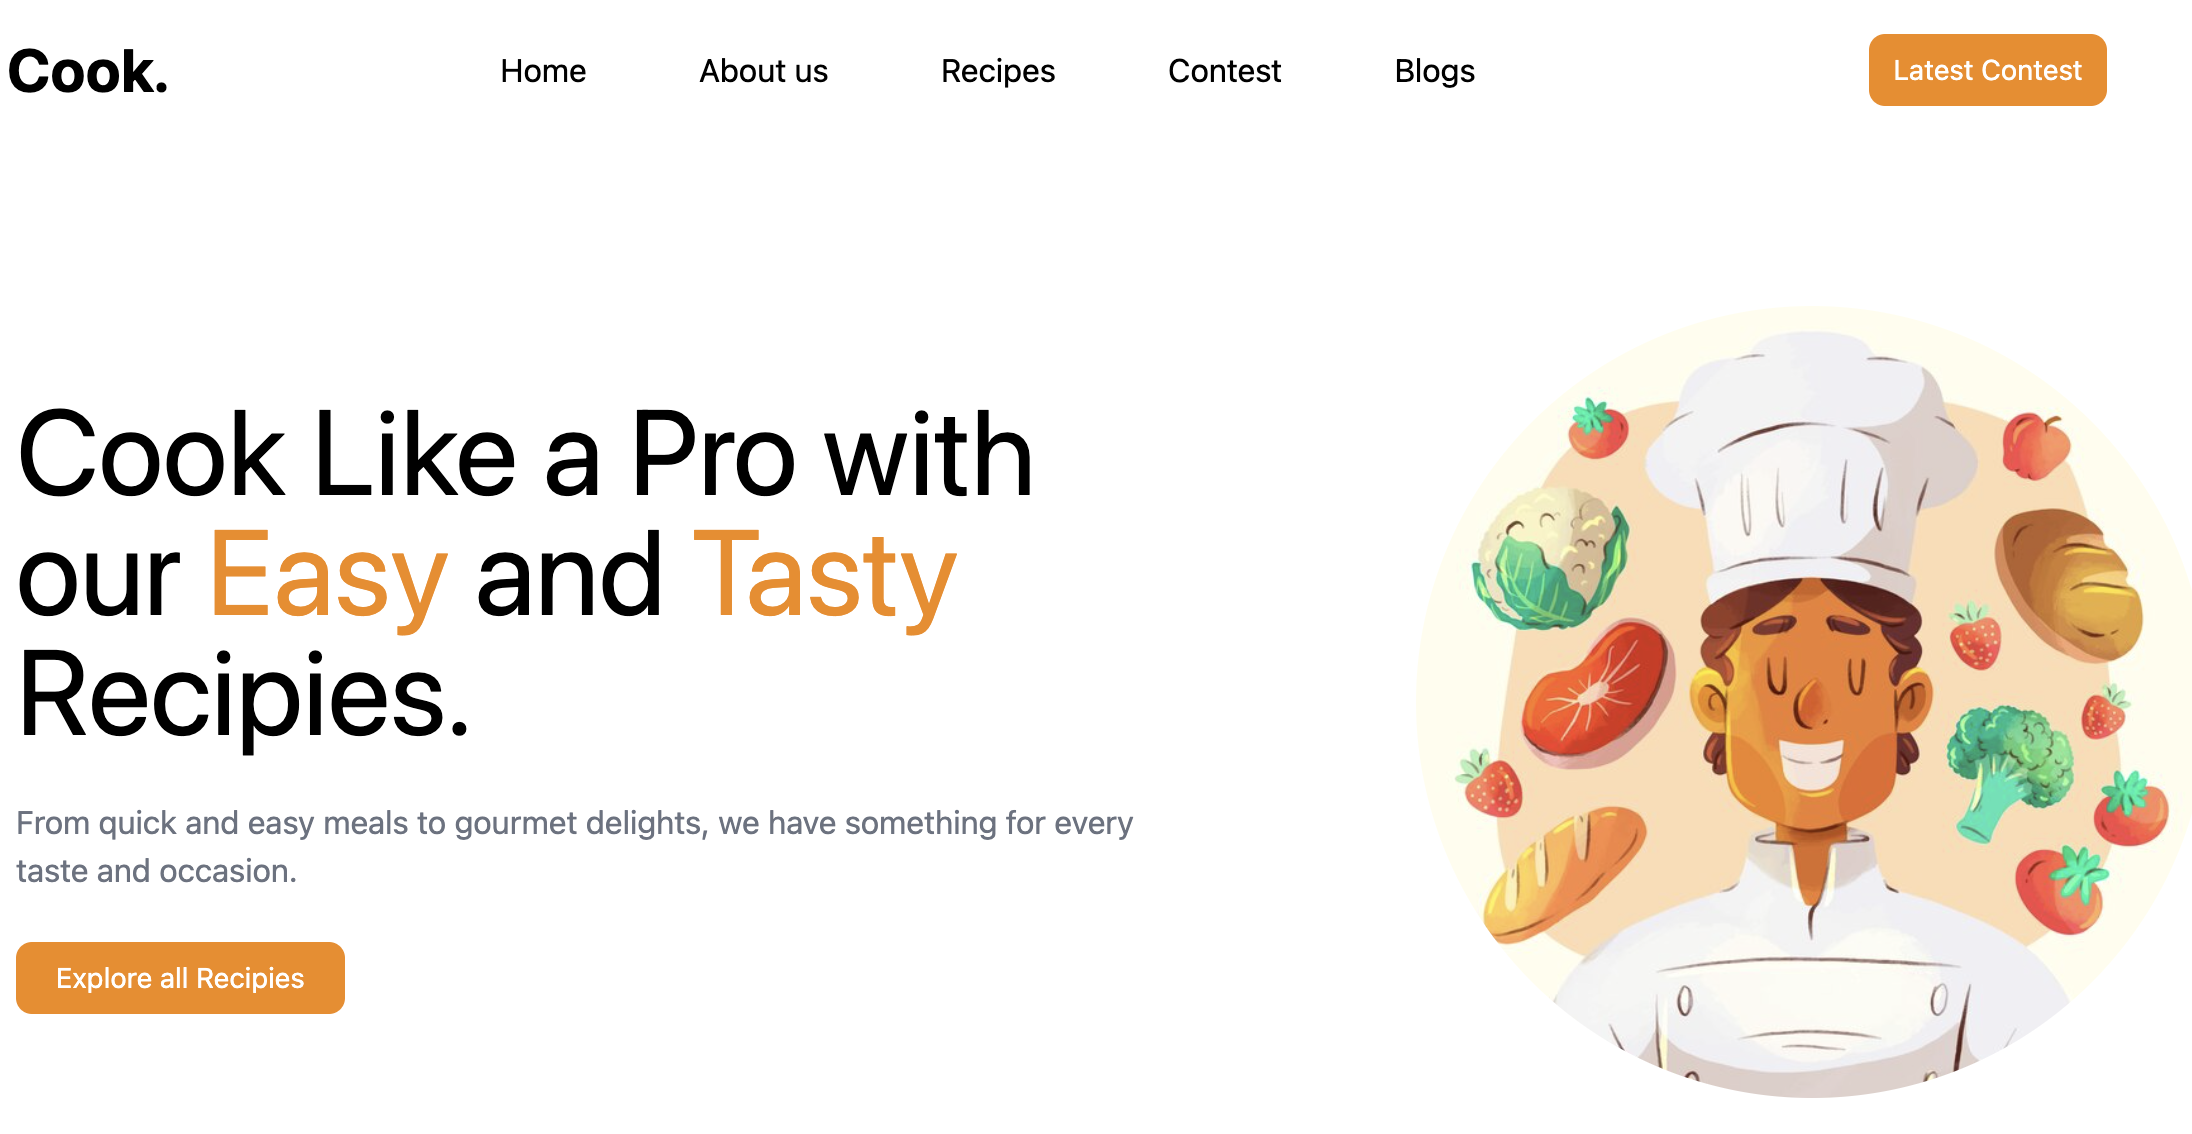 Cook.
Home About us Recipes Contest Blogs
Latest Contest
Cook Like a Pro with
our Easy and Tasty
Recipies.
From quick and easy meals to gourmet delights, we have something for every
taste and occasion.
Explore all Recipies